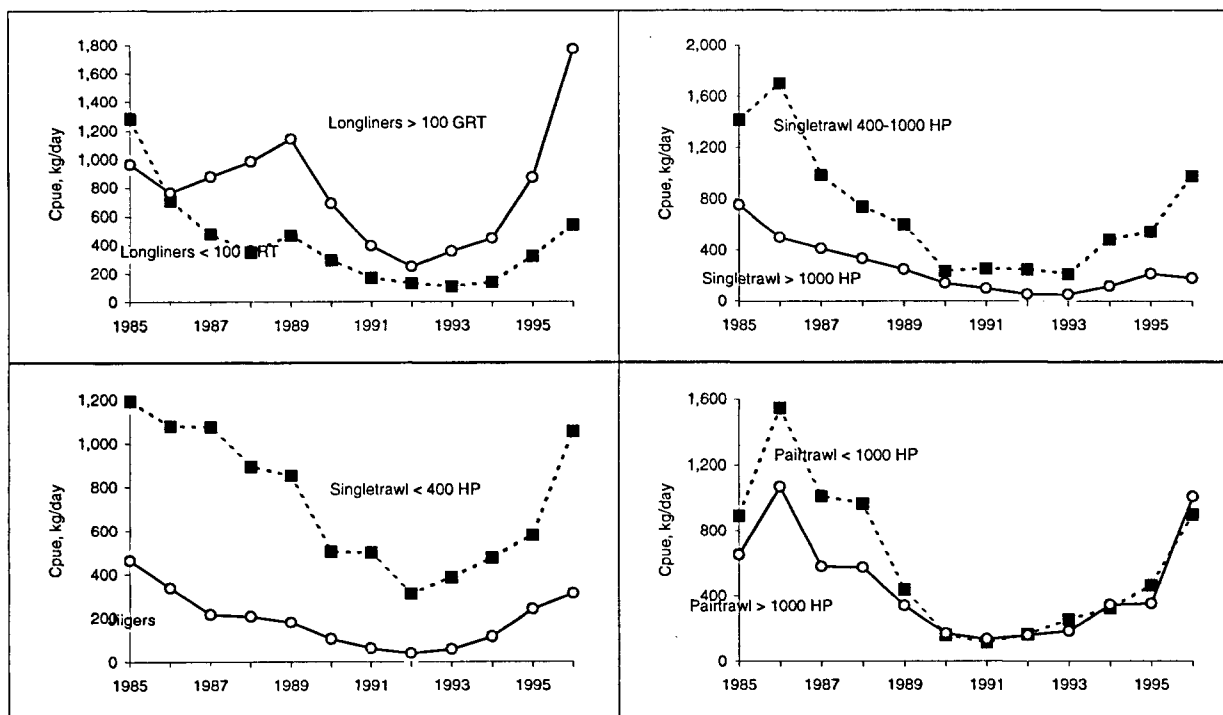 1,800
1,600
1,400
1,200
1,000
800
600
400
200
0
Cpue, kg/day
Longliners > 100 GRT
Longliners < 100 GRT
1985 1987 1989 1991 1993 1995
2,000
1,600
1,200
800
400
0
Cpue, kg/day
Singletrawl 400-1000 HP
Singletrawl > 1000 HP
1985 1987 1989 1991 1993 1995
1,200
1,000
800
600
400
200
0
Cpue, kg/day
Singletrawl < 400 HP
Jigers
1985 1987 1989 1991 1993 1995
1,600
1,200
800
400
0
Cpue, kg/day
Pairtrawl < 1000 HP
Pairtrawl > 1000 HP
1985 1987 1989 1991 1993 1995